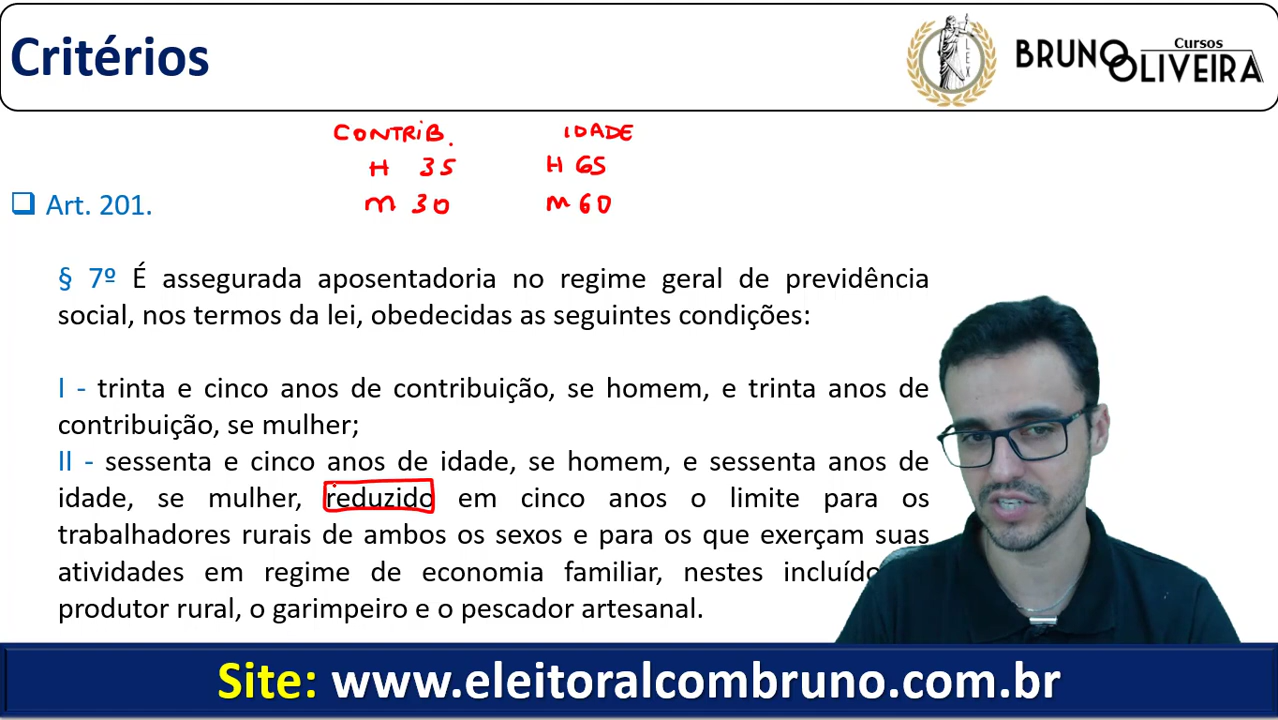 Critérios
LEX
Cursos
BRUNO
OLIVEIRA
CONTRIB. IDADE
H 35 H 65
M 30 M 60
Art. 201.
§ 7º É assegurada aposentadoria no regime geral de previdência
social, nos termos da lei, obedecidas as seguintes condições:
I - trinta e cinco anos de contribuição, se homem, e trinta anos de
contribuição, se mulher;
II - sessenta e cinco anos de idade, se homem, e sessenta anos de
idade, se mulher, reduzido em cinco anos o limite para os
trabalhadores rurais de ambos os sexos e para os que exerçam suas
atividades em regime de economia familiar, nestes incluído
produtor rural, o garimpeiro e o pescador artesanal.
Site: www.eleitoralcombruno.com.br